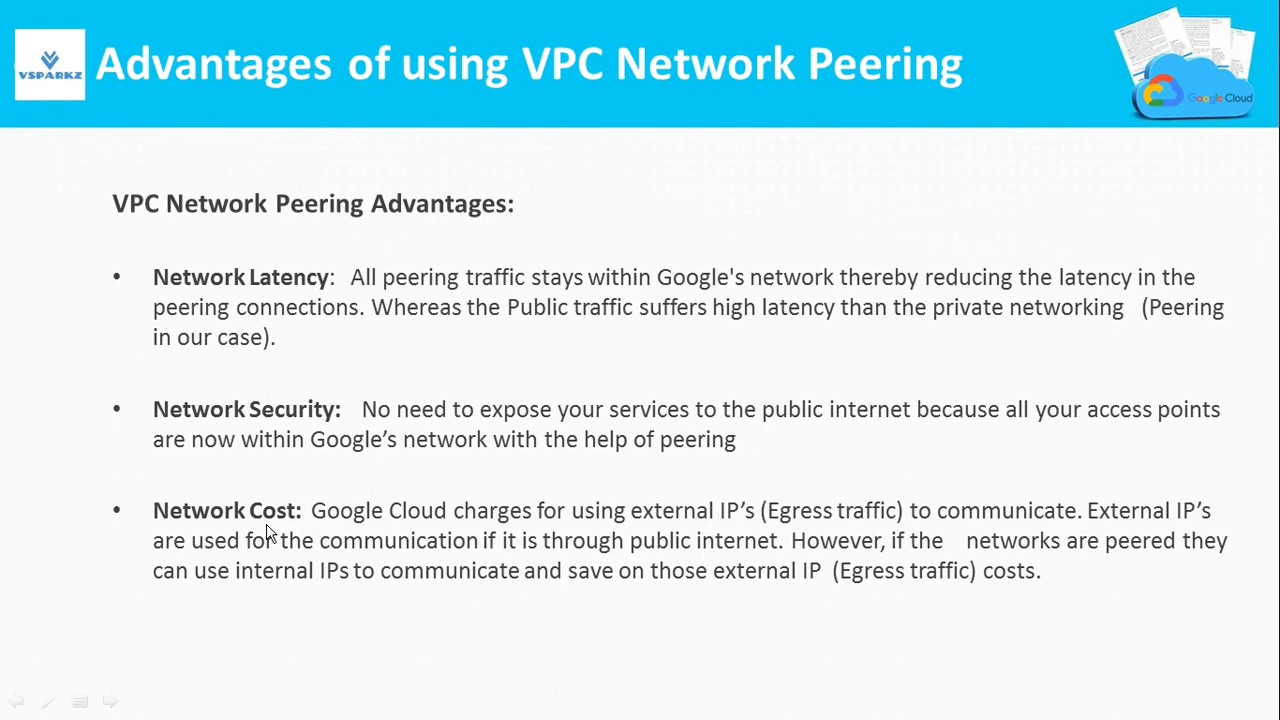 VSPARKZ
Advantages of using VPC Network Peering
Google Cloud
VPC Network Peering Advantages:
• Network Latency: All peering traffic stays within Google's network thereby reducing the latency in the
peering connections. Whereas the Public traffic suffers high latency than the private networking (Peering
in our case).
• Network Security: No need to expose your services to the public internet because all your access points
are now within Google’s network with the help of peering
• Network Cost: Google Cloud charges for using external IP’s (Egress traffic) to communicate. External IP’s
are used for the communication if it is through public internet. However, if the networks are peered they
can use internal IPs to communicate and save on those external IP (Egress traffic) costs.